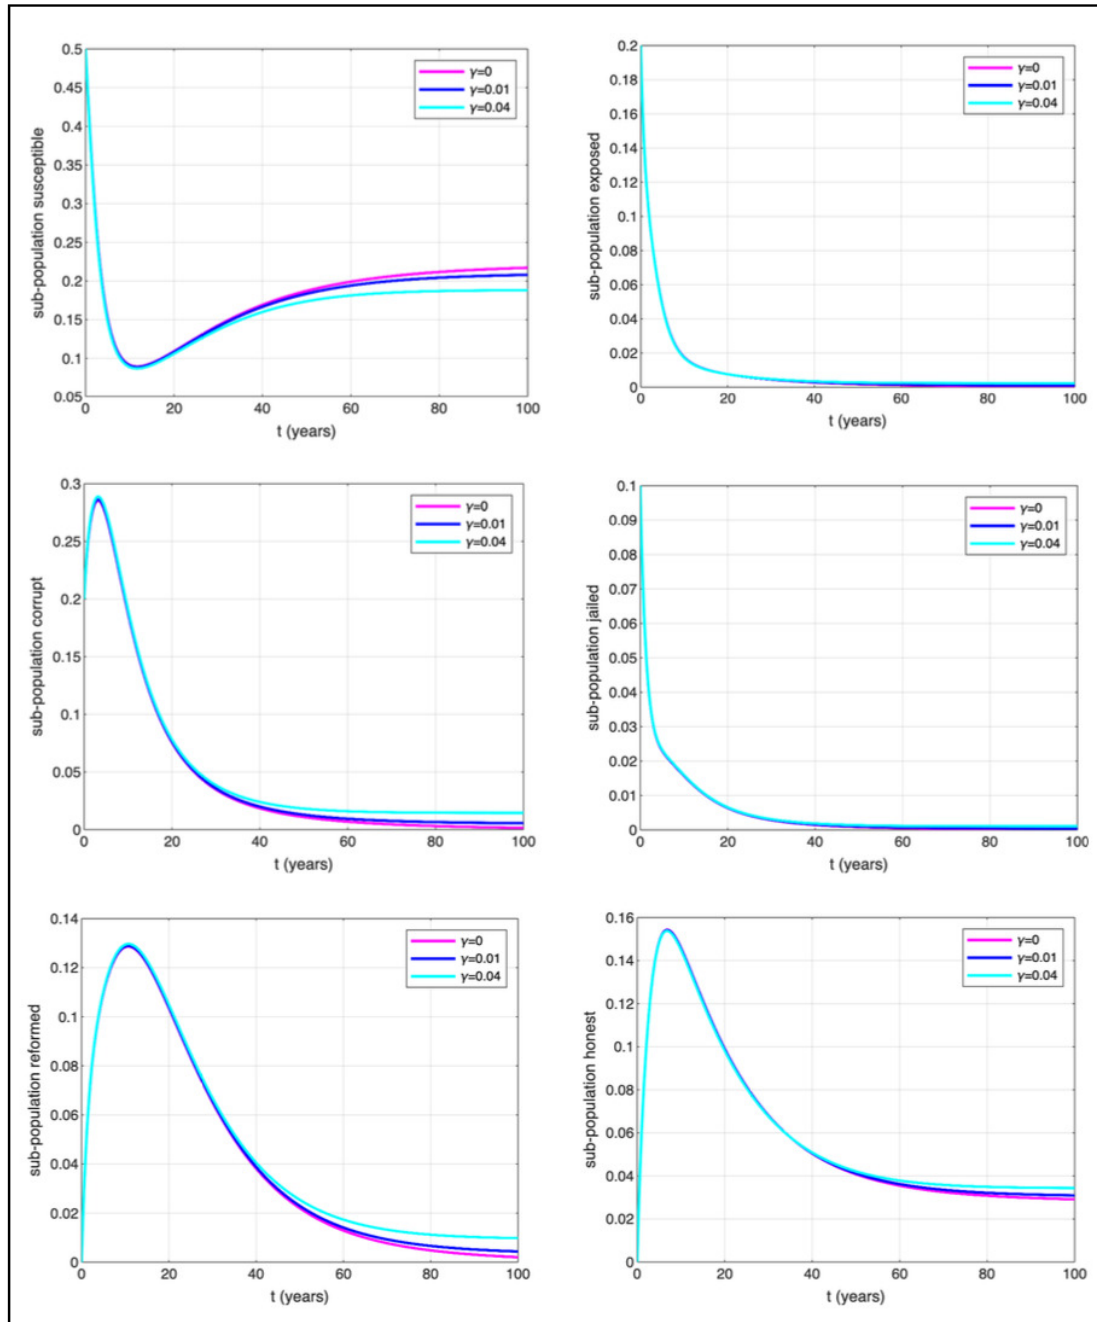 0.5
0.45
0.4
0.35
0.3
0.25
0.2
0.15
0.1
0.05
sub-population susceptible
γ=0
γ=0.01
γ=0.04
0 20 40 60 80 100
t (years)
0.2
0.18
0.16
0.14
0.12
0.1
0.08
0.06
0.04
0.02
0
sub-population exposed
γ=0
γ=0.01
γ=0.04
0 20 40 60 80 100
t (years)
0.3
0.25
0.2
0.15
0.1
0.05
0
sub-population corrupt
γ=0
γ=0.01
γ=0.04
0 20 40 60 80 100
t (years)
0.1
0.09
0.08
0.07
0.06
0.05
0.04
0.03
0.02
0.01
0
sub-population jailed
γ=0
γ=0.01
γ=0.04
0 20 40 60 80 100
t (years)
0.14
0.12
0.1
0.08
0.06
0.04
0.02
0
sub-population reformed
γ=0
γ=0.01
γ=0.04
0 20 40 60 80 100
t (years)
0.16
0.14
0.12
0.1
0.08
0.06
0.04
0.02
0
sub-population honest
γ=0
γ=0.01
γ=0.04
0 20 40 60 80 100
t (years)